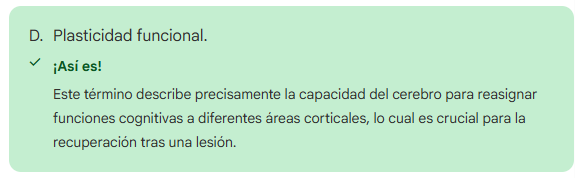 D. Plasticidad funcional.
¡Así es!
Este término describe precisamente la capacidad del cerebro para reasignar
funciones cognitivas a diferentes áreas corticales, lo cual es crucial para la
recuperación tras una lesión.